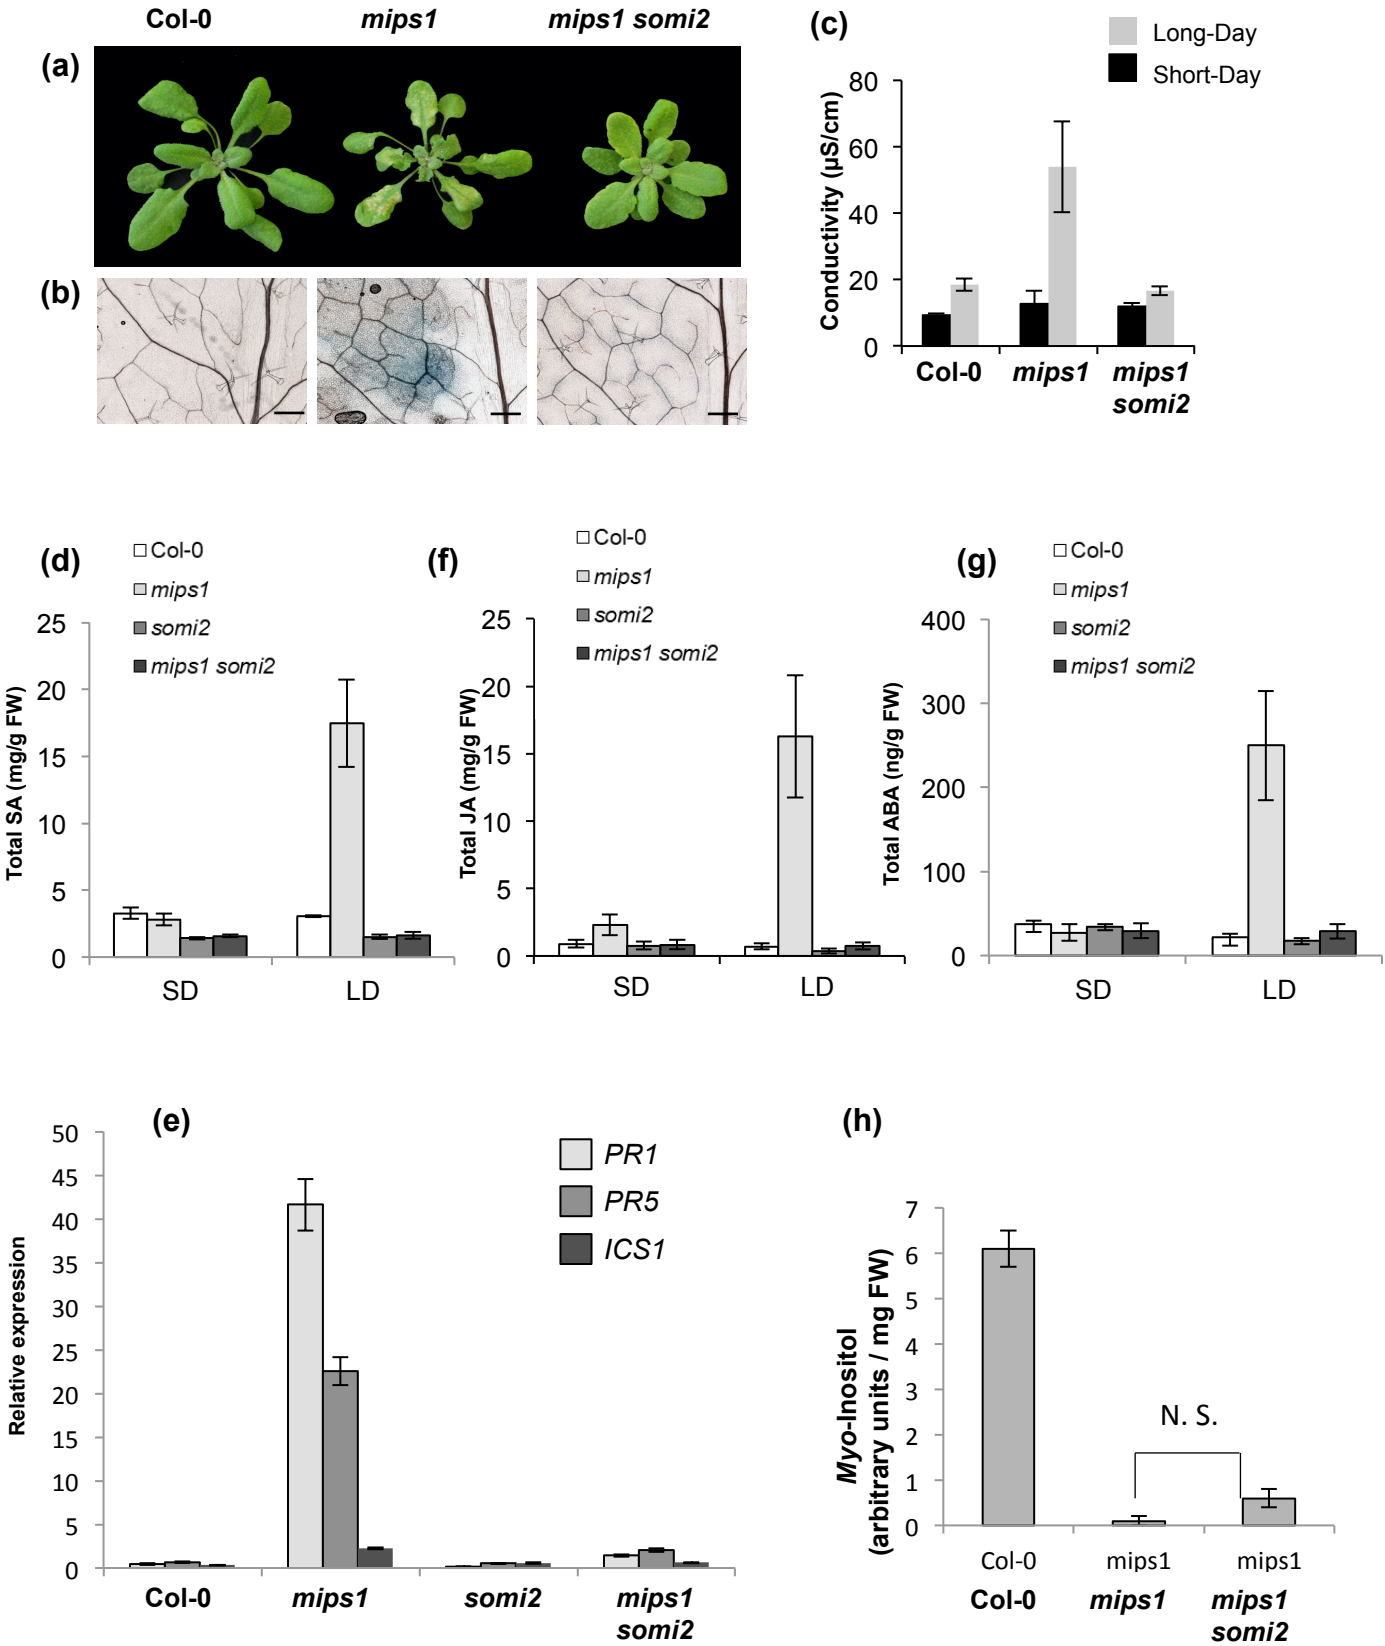 Col-0 mips1 mips1 somi2
(a)
(b)
(c)
Long-Day
Short-Day
Conductivity (µS/cm)
80
60
40
20
0
Col-0 mips1 mips1
somi2
(d)
Col-0
mips1
somi2
mips1 somi2
Total SA (mg/g FW)
25
20
15
10
5
0
SD LD
(f)
Col-0
mips1
somi2
mips1 somi2
Total JA (mg/g FW)
25
20
15
10
5
0
SD LD
(g)
Col-0
mips1
somi2
mips1 somi2
Total ABA (ng/g FW)
400
300
200
100
0
SD LD
(e)
PR1
PR5
ICS1
Relative expression
50
45
40
35
30
25
20
15
10
5
0
Col-0 mips1 somi2 mips1
somi2
(h)
Myo-Inositol
(arbitrary units / mg FW)
7
6
5
4
3
2
1
0
N. S.
Col-0 mips1 mips1
Col-0 mips1 mips1
somi2